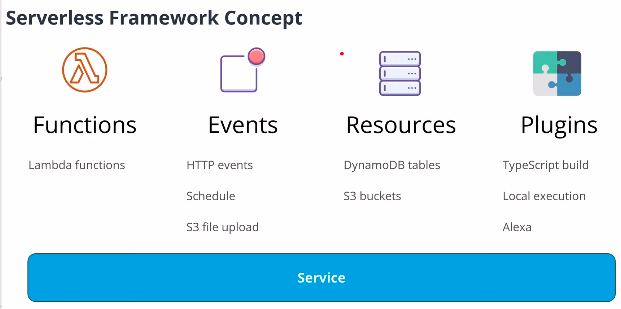 Serverless Framework Concept
Functions
Events
Resources
Plugins
Lambda functions
HTTP events
DynamoDB tables
TypeScript build
Schedule
S3 buckets
Local execution
S3 file upload
Alexa
Service